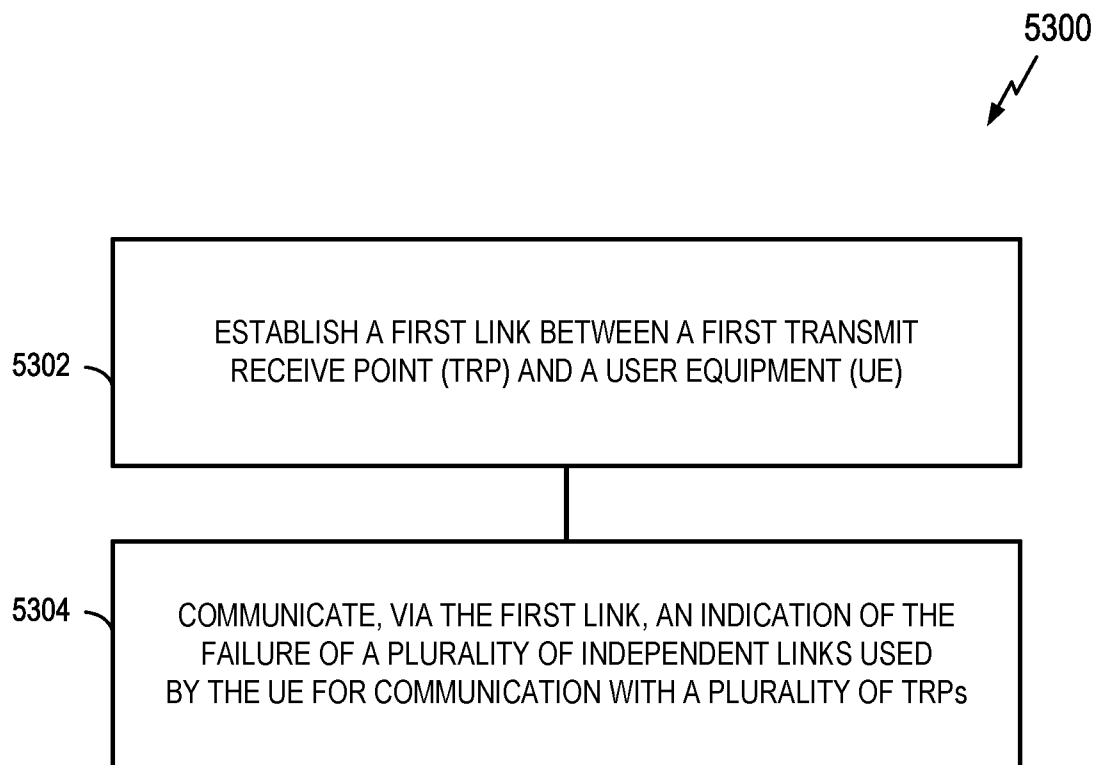 5300
ESTABLISH A FIRST LINK BETWEEN A FIRST TRANSMIT
RECEIVE POINT (TRP) AND A USER EQUIPMENT (UE)
5302
COMMUNICATE, VIA THE FIRST LINK, AN INDICATION OF THE
FAILURE OF A PLURALITY OF INDEPENDENT LINKS USED
BY THE UE FOR COMMUNICATION WITH A PLURALITY OF TRPs
5304